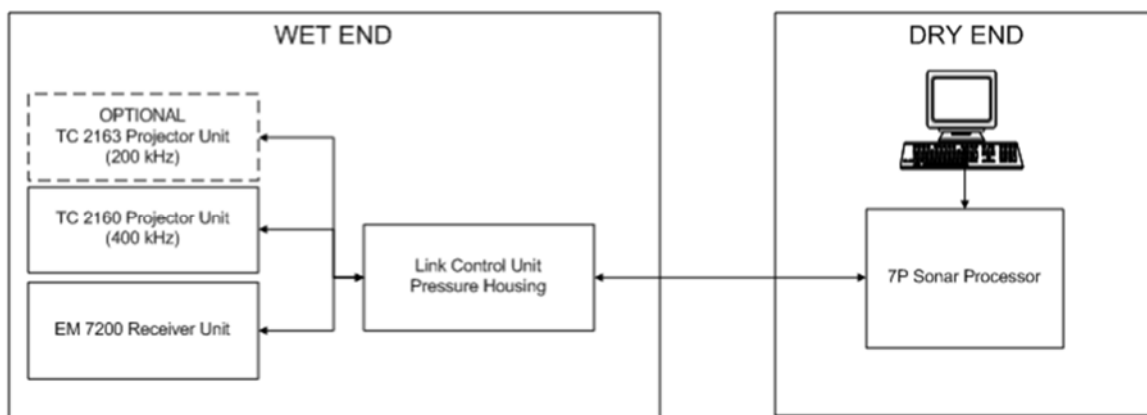 WET END
DRY END
OPTIONAL
TC 2163 Projector Unit
(200 kHz)
TC 2160 Projector Unit
(400 kHz)
EM 7200 Receiver Unit
Link Control Unit
Pressure Housing
7P Sonar Processor